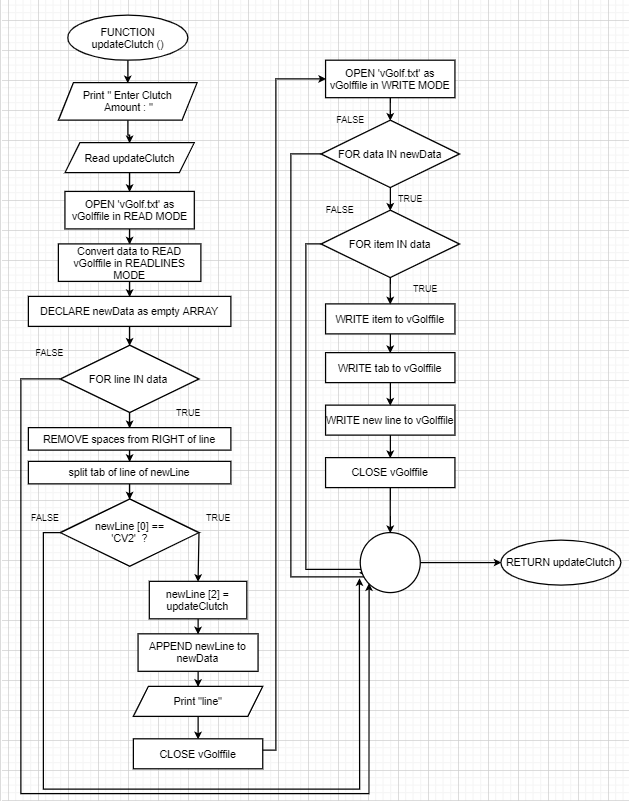 FUNCTION
updateClutch ()
Print " Enter Clutch
Amount : "
Read updateClutch
OPEN 'vGolf.txt' as
vGolffile in READ MODE
Convert data to READ
vGolffile in READLINES
MODE
DECLARE newData as empty ARRAY
FALSE
FOR line IN data
TRUE
REMOVE spaces from RIGHT of line
split tab of line of newLine
FALSE
TRUE
newLine [0] ==
'CV2' ?
newLine [2] =
updateClutch
APPEND newLine to
newData
Print "line"
CLOSE vGolffile
OPEN 'vGolf.txt' as
vGolffile in WRITE MODE
FALSE
FOR data IN newData
TRUE
FALSE
FOR item IN data
TRUE
WRITE item to vGolffile
WRITE tab to vGolffile
WRITE new line to vGolffile
CLOSE vGolffile
RETURN updateClutch